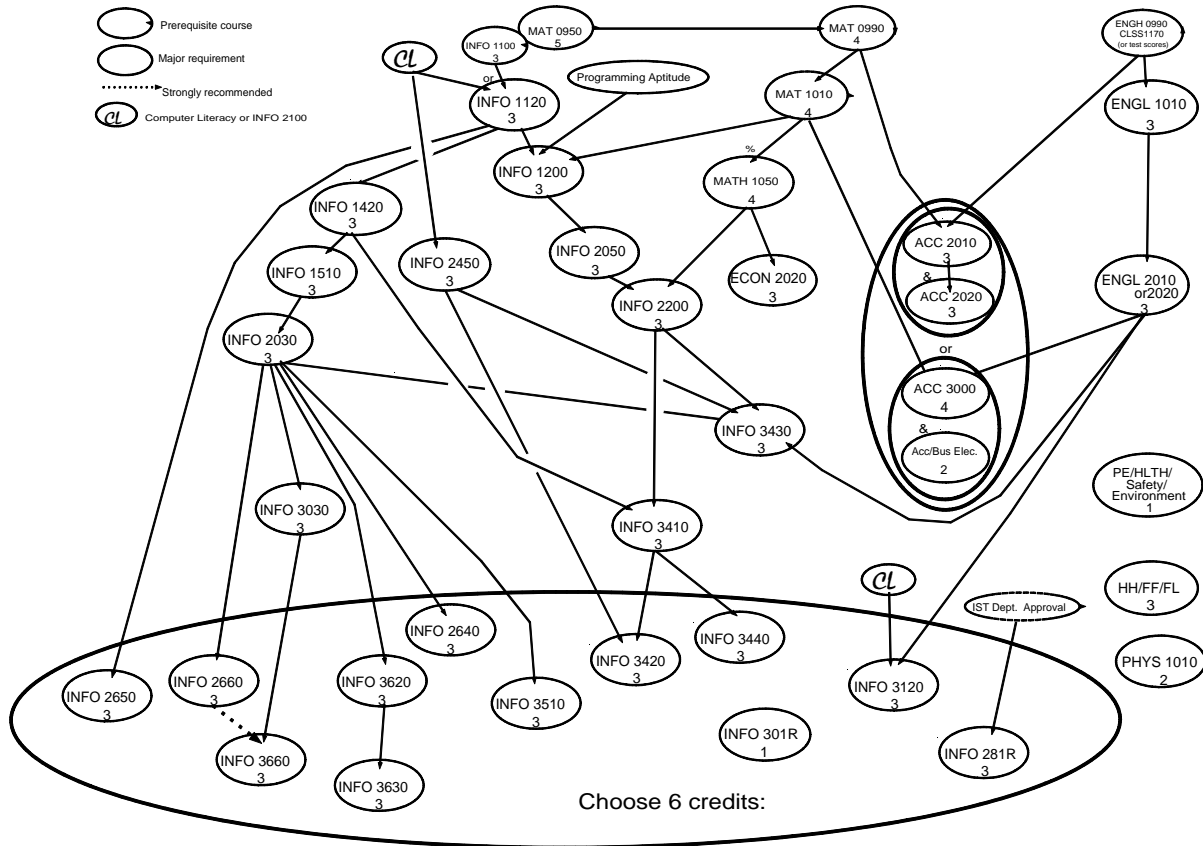 Prerequisite course
Major requirement
Strongly recommended
CL Computer Literacy or INFO 2100
CL
INFO 1100
3
MAT 0950
5
MAT 0990
4
ENGH 0990
CLSS1170
(or test scores)
or
INFO 1120
3
Programming Aptitude
MAT 1010
4
ENGL 1010
3
INFO 1200
3
%
MATH 1050
4
INFO 1420
3
INFO 1510
3
INFO 2450
3
INFO 2050
3
ECON 2020
3
ACC 2010
3
&
ACC 2020
3
ENGL 2010
or2020
3
INFO 2200
3
INFO 2030
3
or
ACC 3000
4
&
Acc/Bus Elec.
2
INFO 3430
3
PE/HLTH/
Safety/
Environment
1
INFO 3030
3
INFO 3410
3
CL
HH/FF/FL
3
IST Dept. Approval
PHYS 1010
2
INFO 2640
3
INFO 3440
3
INFO 3420
3
INFO 2650
3
INFO 2660
3
INFO 3620
3
INFO 3510
3
INFO 3120
3
INFO 301R
1
INFO 281R
3
INFO 3660
3
INFO 3630
3
Choose 6 credits: